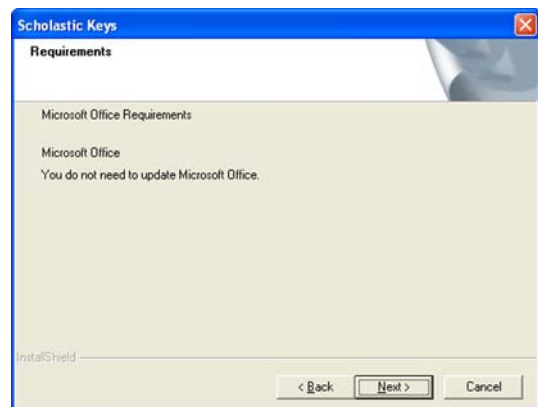 Scholastic Keys
Requirements
Microsoft Office Requirements
Microsoft Office
You do not need to update Microsoft Office.
InstallShield
< Back
Next >
Cancel